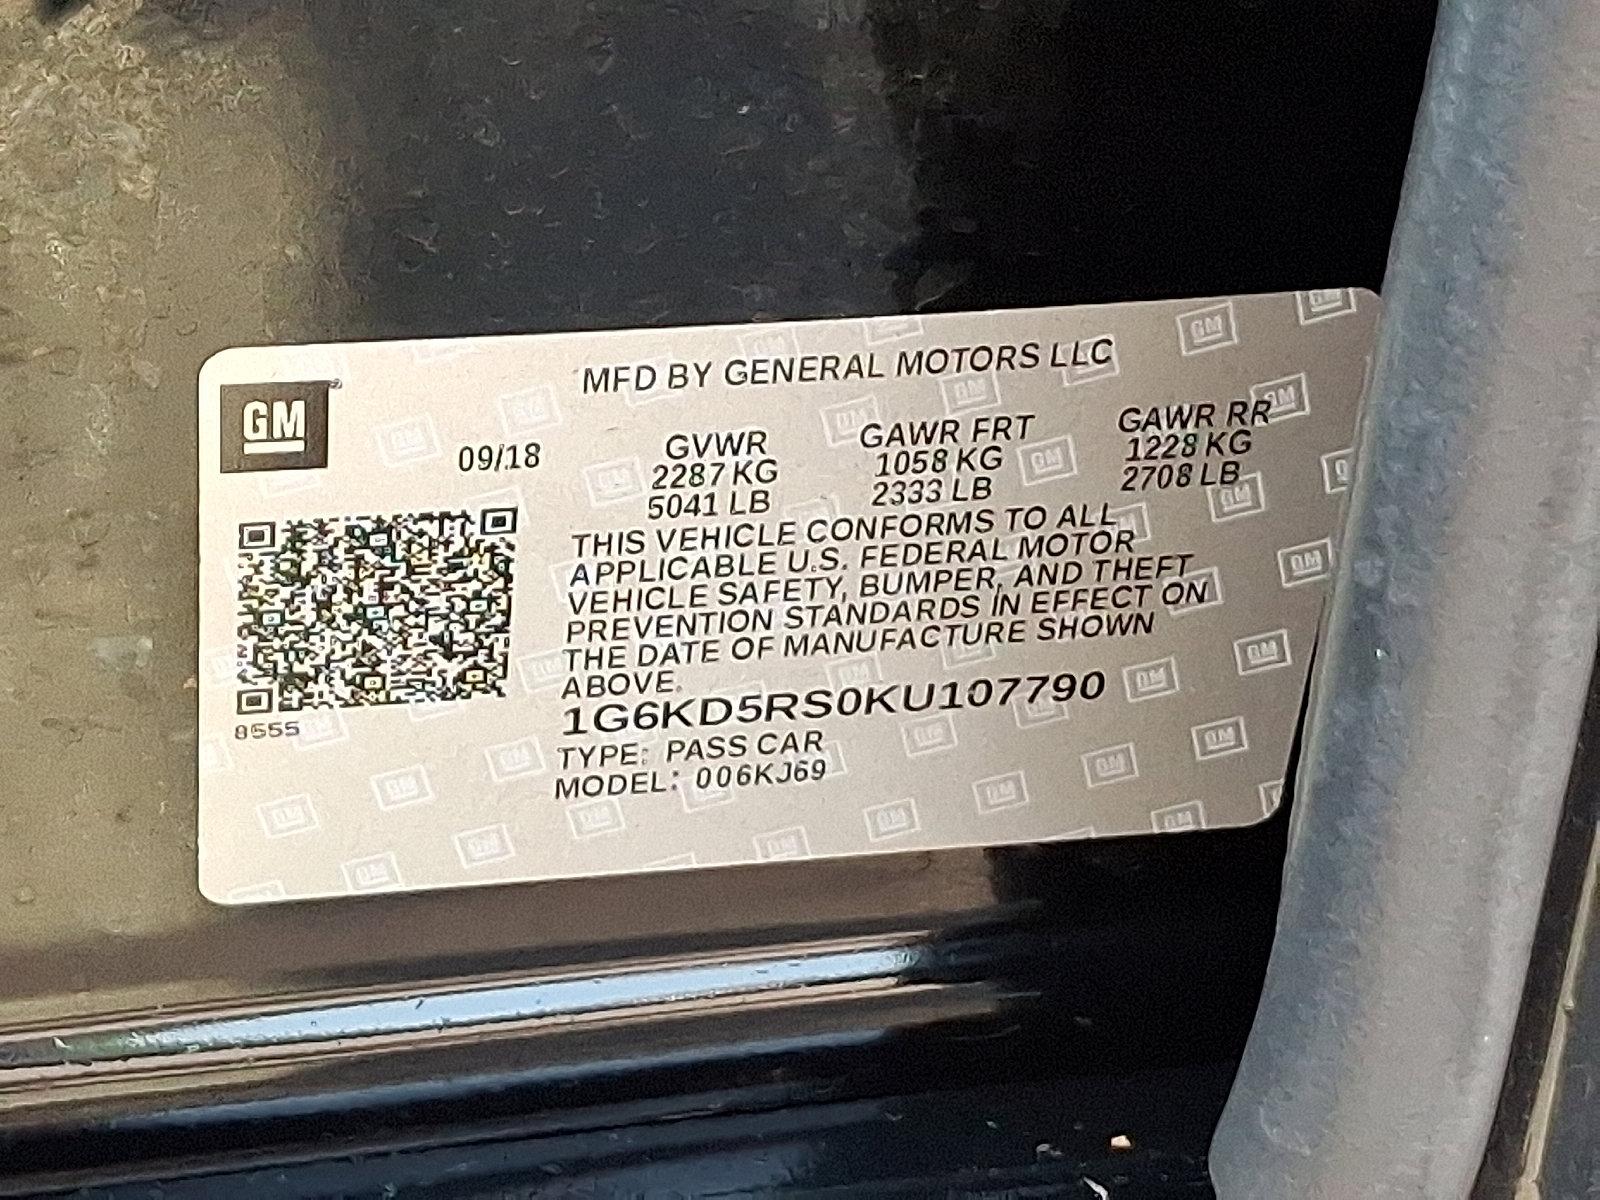 GM
MFD BY GENERAL MOTORS LLC
09/18
GVWR
2287 KG
5041 LB
GAWR FRT
1058 KG
2333 LB
GAWR RR
1228 KG
2708 LB
THIS VEHICLE CONFORMS TO ALL
APPLICABLE U.S. FEDERAL MOTOR
VEHICLE SAFETY, BUMPER, AND THEFT
PREVENTION STANDARDS IN EFFECT ON
THE DATE OF MANUFACTURE SHOWN
ABOVE.
8555
1G6KD5RS0KU107790
TYPE: PASS CAR
MODEL: 006KJ69